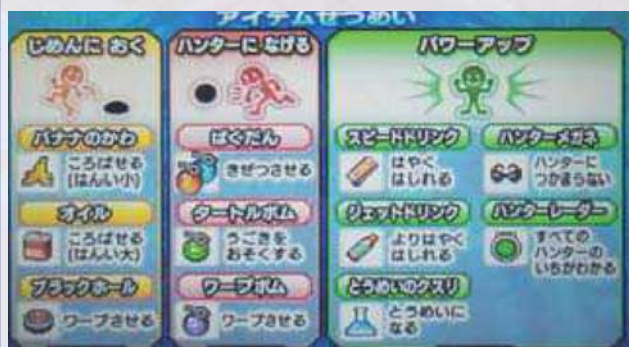 アイテムせつめい
じめんに おく
バナナのかわ
ころばせる
(はんい小)
オイル
ころばせる
(はんい大)
ブラックホール
ワープさせる
ハンターに なげる
ばくだん
きぜつさせる
タートルボム
うごきを
おそくする
ワープボム
ワープさせる
パワーアップ
スピードドリンク
はやく
はしれる
ジェットドリンク
よりはやく
はしれる
とうめいのクスリ
とうめいに
なる
ハンターメガネ
ハンターに
つかまらない
ハンターレーダー
すべての
ハンターの
いちがわかる